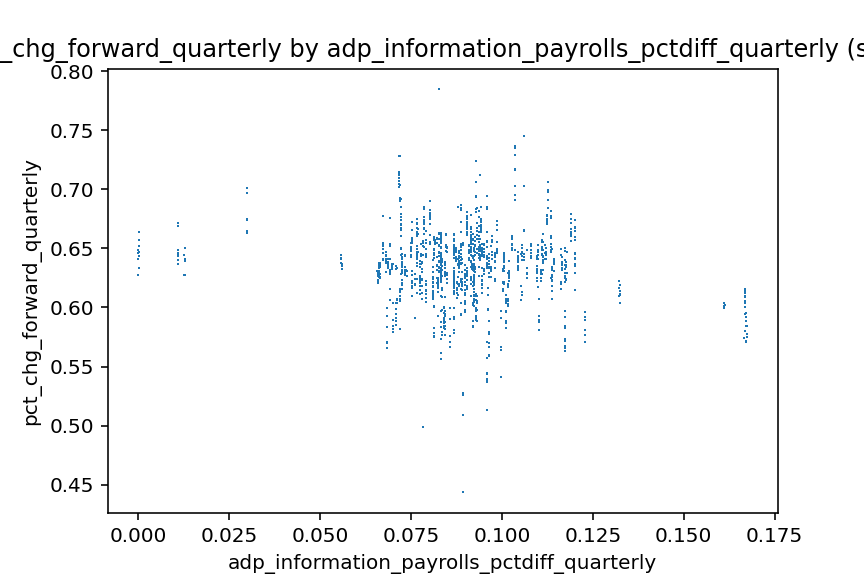 _chg_forward_quarterly by adp_information_payrolls_pctdiff_quarterly (s
0.80
0.75
0.70
0.65
0.60
0.55
0.50
0.45
pct_chg_forward_quarterly
0.000 0.025 0.050 0.075 0.100 0.125 0.150 0.175
adp_information_payrolls_pctdiff_quarterly